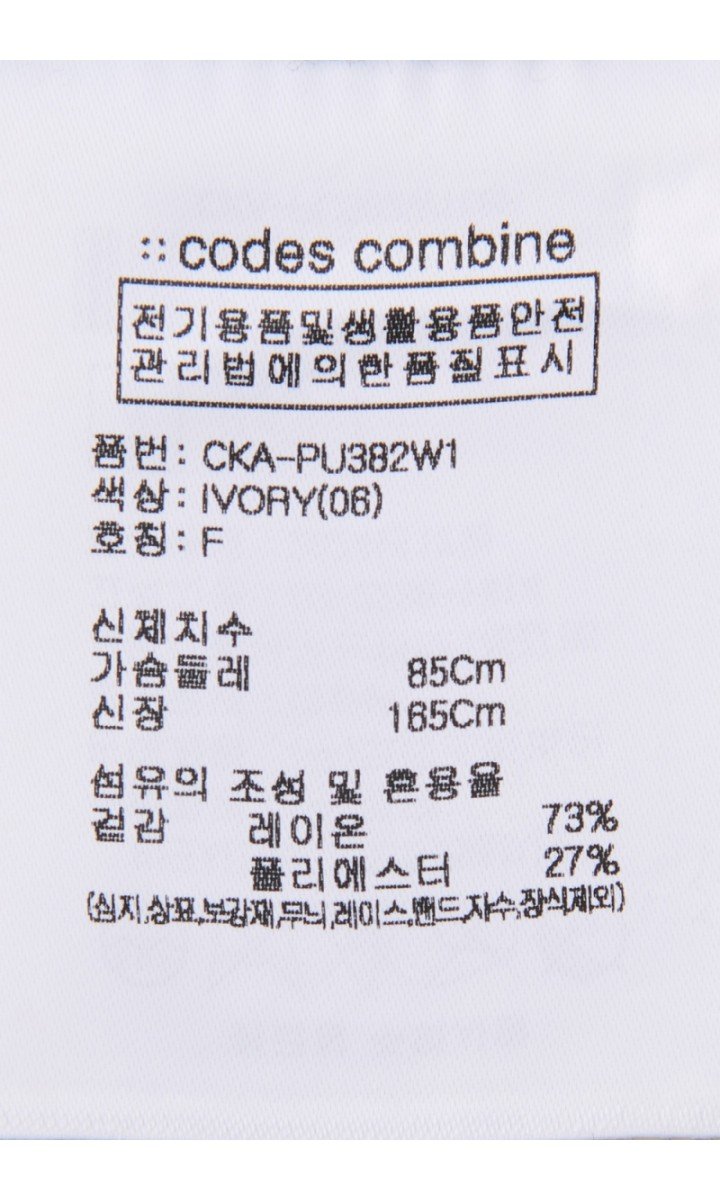 :: codes combine
전기용품및생활용품안전
관리법에의한품질표시
품번: CKA-PU382W1
색상: IVORY(06)
호칭: F
신체치수
가슴둘레 85Cm
신장 165Cm
섬유의 조성 및 혼용율
겉감 레이온 73%
폴리에스터 27%
(심지,상표,보강재,무늬,레이스,밴드,자수,장식제외)